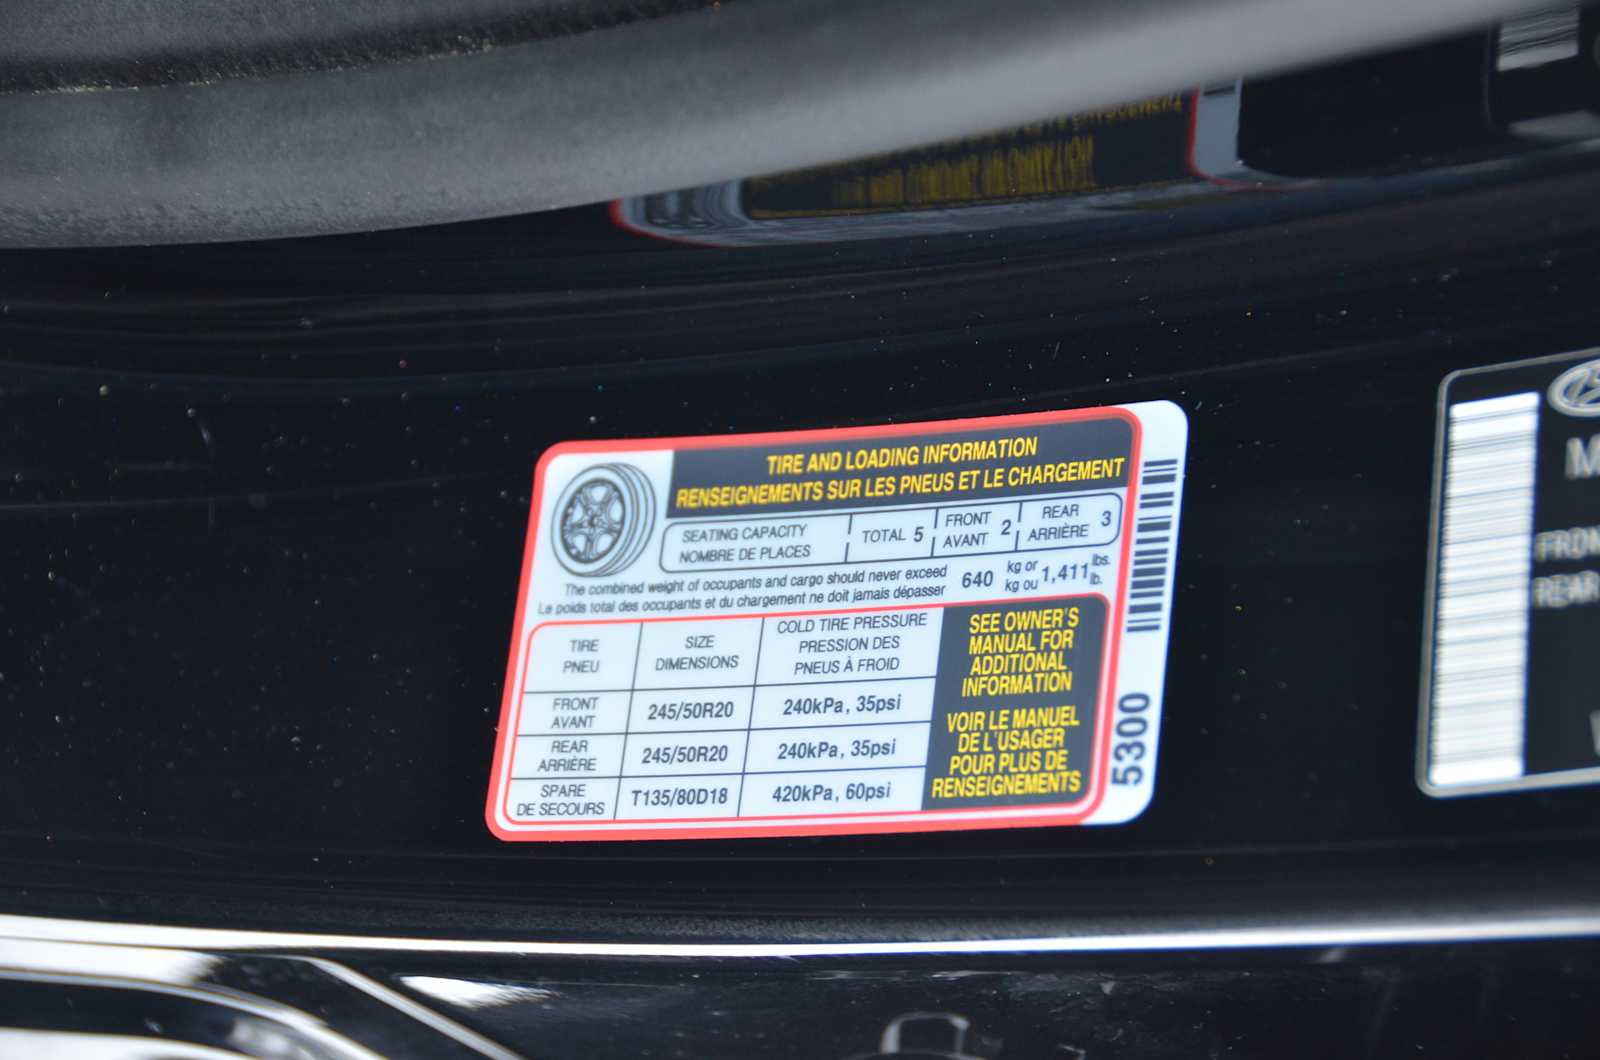 TIRE AND LOADING INFORMATION
RENSEIGNEMENTS SUR LES PNEUS ET LE CHARGEMENT
SEATING CAPACITY
NOMBRE DE PLACES
TOTAL 5
FRONT
AVANT 2
REAR
ARRIÈRE 3
The combined weight of occupants and cargo should never exceed
Le poids total des occupants et du chargement ne doit jamais dépasser
640 kg or 1,411 lbs.
kg ou lb.
TIRE
PNEU
SIZE
DIMENSIONS
COLD TIRE PRESSURE
PRESSION DES
PNEUS À FROID
FRONT
AVANT
245/50R20
240kPa, 35psi
REAR
ARRIÈRE
245/50R20
240kPa, 35psi
SPARE
DE SECOURS
T135/80D18
420kPa, 60psi
SEE OWNER'S
MANUAL FOR
ADDITIONAL
INFORMATION
VOIR LE MANUEL
DE L'USAGER
POUR PLUS DE
RENSEIGNEMENTS
5300
REAR